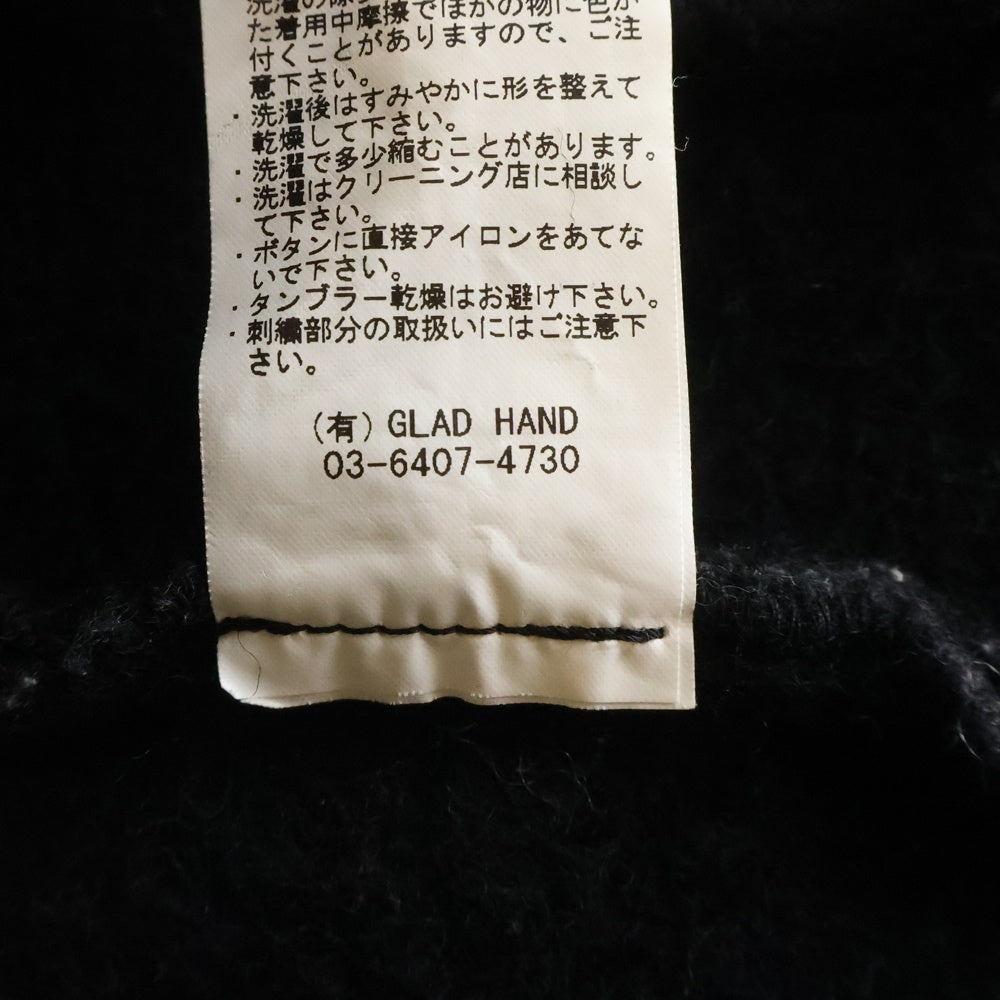 洗濯の際
た着用中摩擦でほかの物に色が
付くことがありますので、ご注
意下さい。
・洗濯後はすみやかに形を整えて
乾燥して下さい。
・洗濯で多少縮むことがあります。
・洗濯はクリーニング店に相談し
て下さい。
・ボタンに直接アイロンをあてな
いで下さい。
・タンブラー乾燥はお避け下さい。
・刺繍部分の取扱いにはご注意下
さい。
(有) GLAD HAND
03-6407-4730